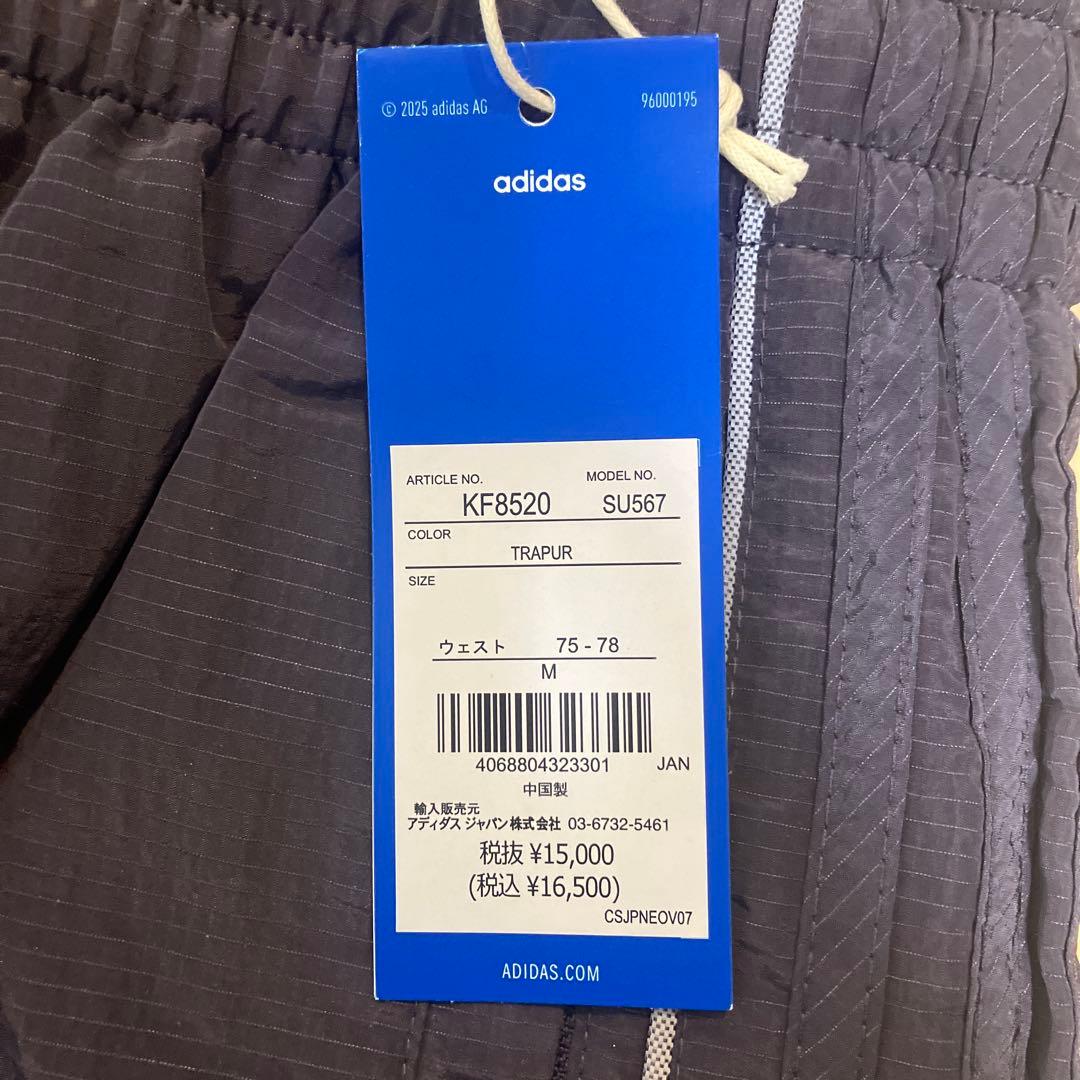 © 2025 adidas AG 96000195
adidas
ARTICLE NO. MODEL NO.
KF8520 SU567
COLOR
TRAPUR
SIZE
ウェスト 75 - 78
M
4068804323301 JAN
中国製
輸入販売元
アディダス ジャパン株式会社 03-6732-5461
税抜 ¥15,000
(税込 ¥16,500)
CSJPNEOV07
ADIDAS.COM